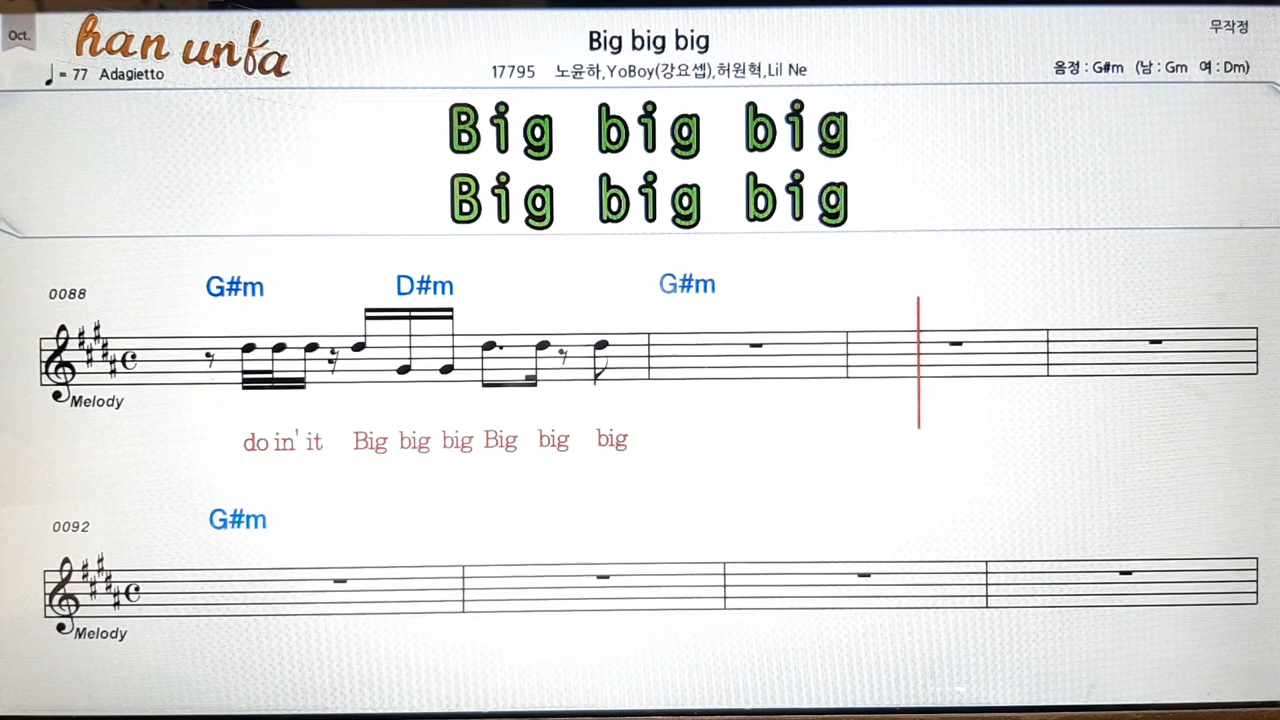 Oct.
han unfa
Big big big
무작정
= 77 Adagietto
17795 노윤하,YoBoy(강요셉),허원혁,Lil Ne
음정 : G#m (남 : Gm 여 : Dm)
Big big big
Big big big
0088
G#m D#m G#m
Melody
do in' it Big big big Big big big
0092
G#m
Melody